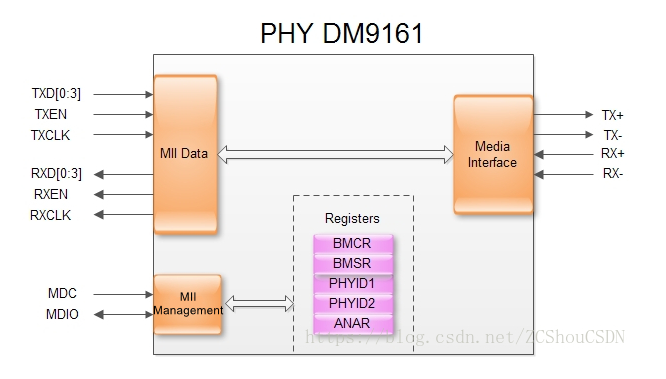 PHY DM9161
TXD[0:3]
TXEN
TXCLK
RXD[0:3]
RXEN
RXCLK
MII Data
Media
Interface
TX+
TX-
RX+
RX-
Registers
BMCR
BMSR
PHYID1
PHYID2
ANAR
MDC
MDIO
MII
Management
https://blog.csdn.net/ZCShouCSDN